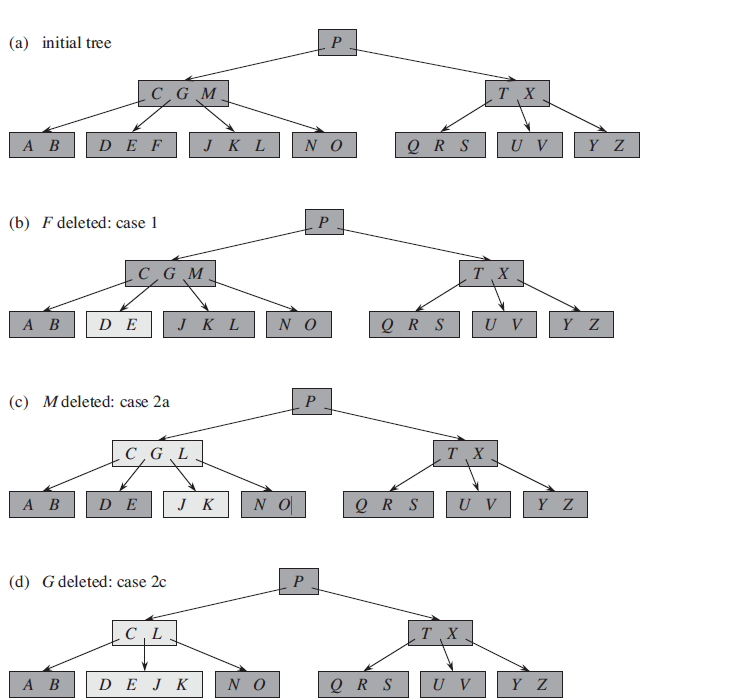 (a) initial tree
P
C G M
T X
A B
D E F
J K L
N O
Q R S
U V
Y Z
(b) F deleted: case 1
P
C G M
T X
A B
D E
J K L
N O
Q R S
U V
Y Z
(c) M deleted: case 2a
P
C G L
T X
A B
D E
J K
N O
Q R S
U V
Y Z
(d) G deleted: case 2c
P
C L
T X
A B
D E J K
N O
Q R S
U V
Y Z